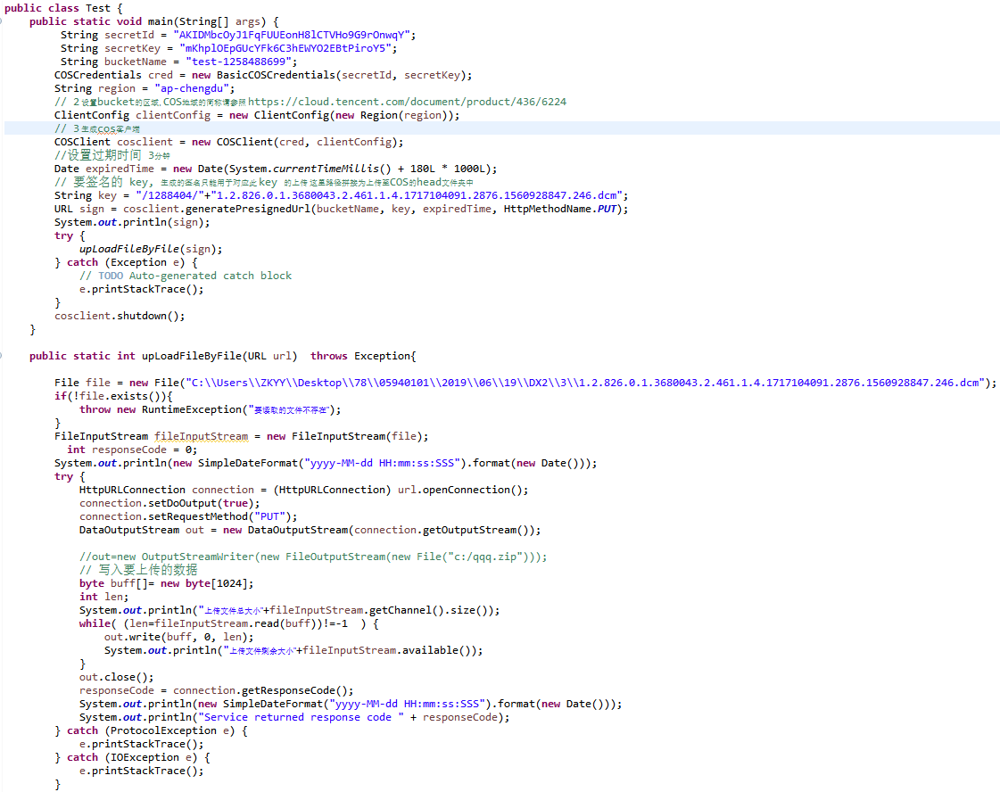 public class Test {
public static void main(String[] args) {
String secretId = "AKIDMbcOyJ1FqFUUEonH8lCTVHo9G9rOnwqY";
String secretKey = "mKhplOEpGUcYFk6C3hEWYO2EBtPiroY5";
String bucketName = "test-1258488699";
COSCredentials cred = new BasicCOSCredentials(secretId, secretKey);
String region = "ap-chengdu";
// 2 设置bucket的区域, COS地域的简称请参照 https://cloud.tencent.com/document/product/436/6224
ClientConfig clientConfig = new ClientConfig(new Region(region));
// 3 生成cos客户端
COSClient cosclient = new COSClient(cred, clientConfig);
//设置过期时间 3分钟
Date expiredTime = new Date(System.currentTimeMillis() + 180L * 1000L);
// 要签名的 key, 生成的签名只能用于对应此 key 的上传 这里路径拼接为上传至COS的head文件夹中
String key = "/1288404/"+"1.2.826.0.1.3680043.2.461.1.4.1717104091.2876.1560928847.246.dcm";
URL sign = cosclient.generatePresignedUrl(bucketName, key, expiredTime, HttpMethodName.PUT);
System.out.println(sign);
try {
upLoadFileByFile(sign);
} catch (Exception e) {
// TODO Auto-generated catch block
e.printStackTrace();
}
cosclient.shutdown();
}
public static int upLoadFileByFile(URL url)  throws Exception{
File file = new File("C:\\Users\\ZKYY\\Desktop\\78\\05940101\\2019\\06\\19\\DX2\\3\\1.2.826.0.1.3680043.2.461.1.4.1717104091.2876.1560928847.246.dcm");
if(!file.exists()){
throw new RuntimeException("要读取的文件不存在");
}
FileInputStream fileInputStream = new FileInputStream(file);
int responseCode = 0;
System.out.println(new SimpleDateFormat("yyyy-MM-dd HH:mm:ss:SSS").format(new Date()));
try {
HttpURLConnection connection = (HttpURLConnection) url.openConnection();
connection.setDoOutput(true);
connection.setRequestMethod("PUT");
DataOutputStream out = new DataOutputStream(connection.getOutputStream());
//out=new OutputStreamWriter(new FileOutputStream(new File("c:/qqq.zip")));
// 写入要上传的数据
byte buff[]= new byte[1024];
int len;
System.out.println("上传文件总大小"+fileInputStream.getChannel().size());
while( (len=fileInputStream.read(buff))!=-1  ) {
out.write(buff, 0, len);
System.out.println("上传文件剩余大小"+fileInputStream.available());
}
out.close();
responseCode = connection.getResponseCode();
System.out.println(new SimpleDateFormat("yyyy-MM-dd HH:mm:ss:SSS").format(new Date()));
System.out.println("Service returned response code " + responseCode);
} catch (ProtocolException e) {
e.printStackTrace();
} catch (IOException e) {
e.printStackTrace();
}